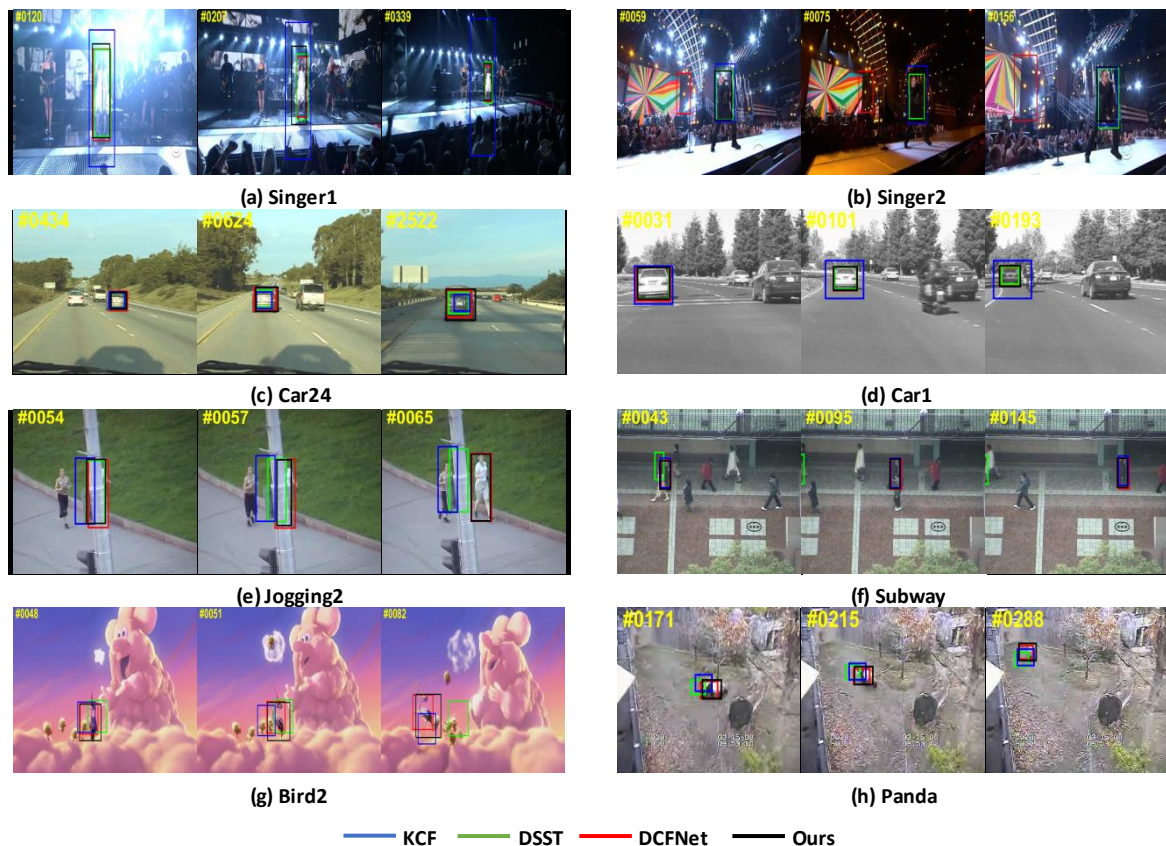 #0120 #0207 #0339 #0059 #0075 #0156
(a) Singer1 (b) Singer2
#0434 #0624 #2522 #0031 #0101 #0193
(c) Car24 (d) Car1
#0054 #0057 #0065 #0043 #0095 #0145
(e) Jogging2 (f) Subway
#0048 #0051 #0082 #0171 #0215 #0288
(g) Bird2 (h) Panda
KCF DSST DCFNet Ours